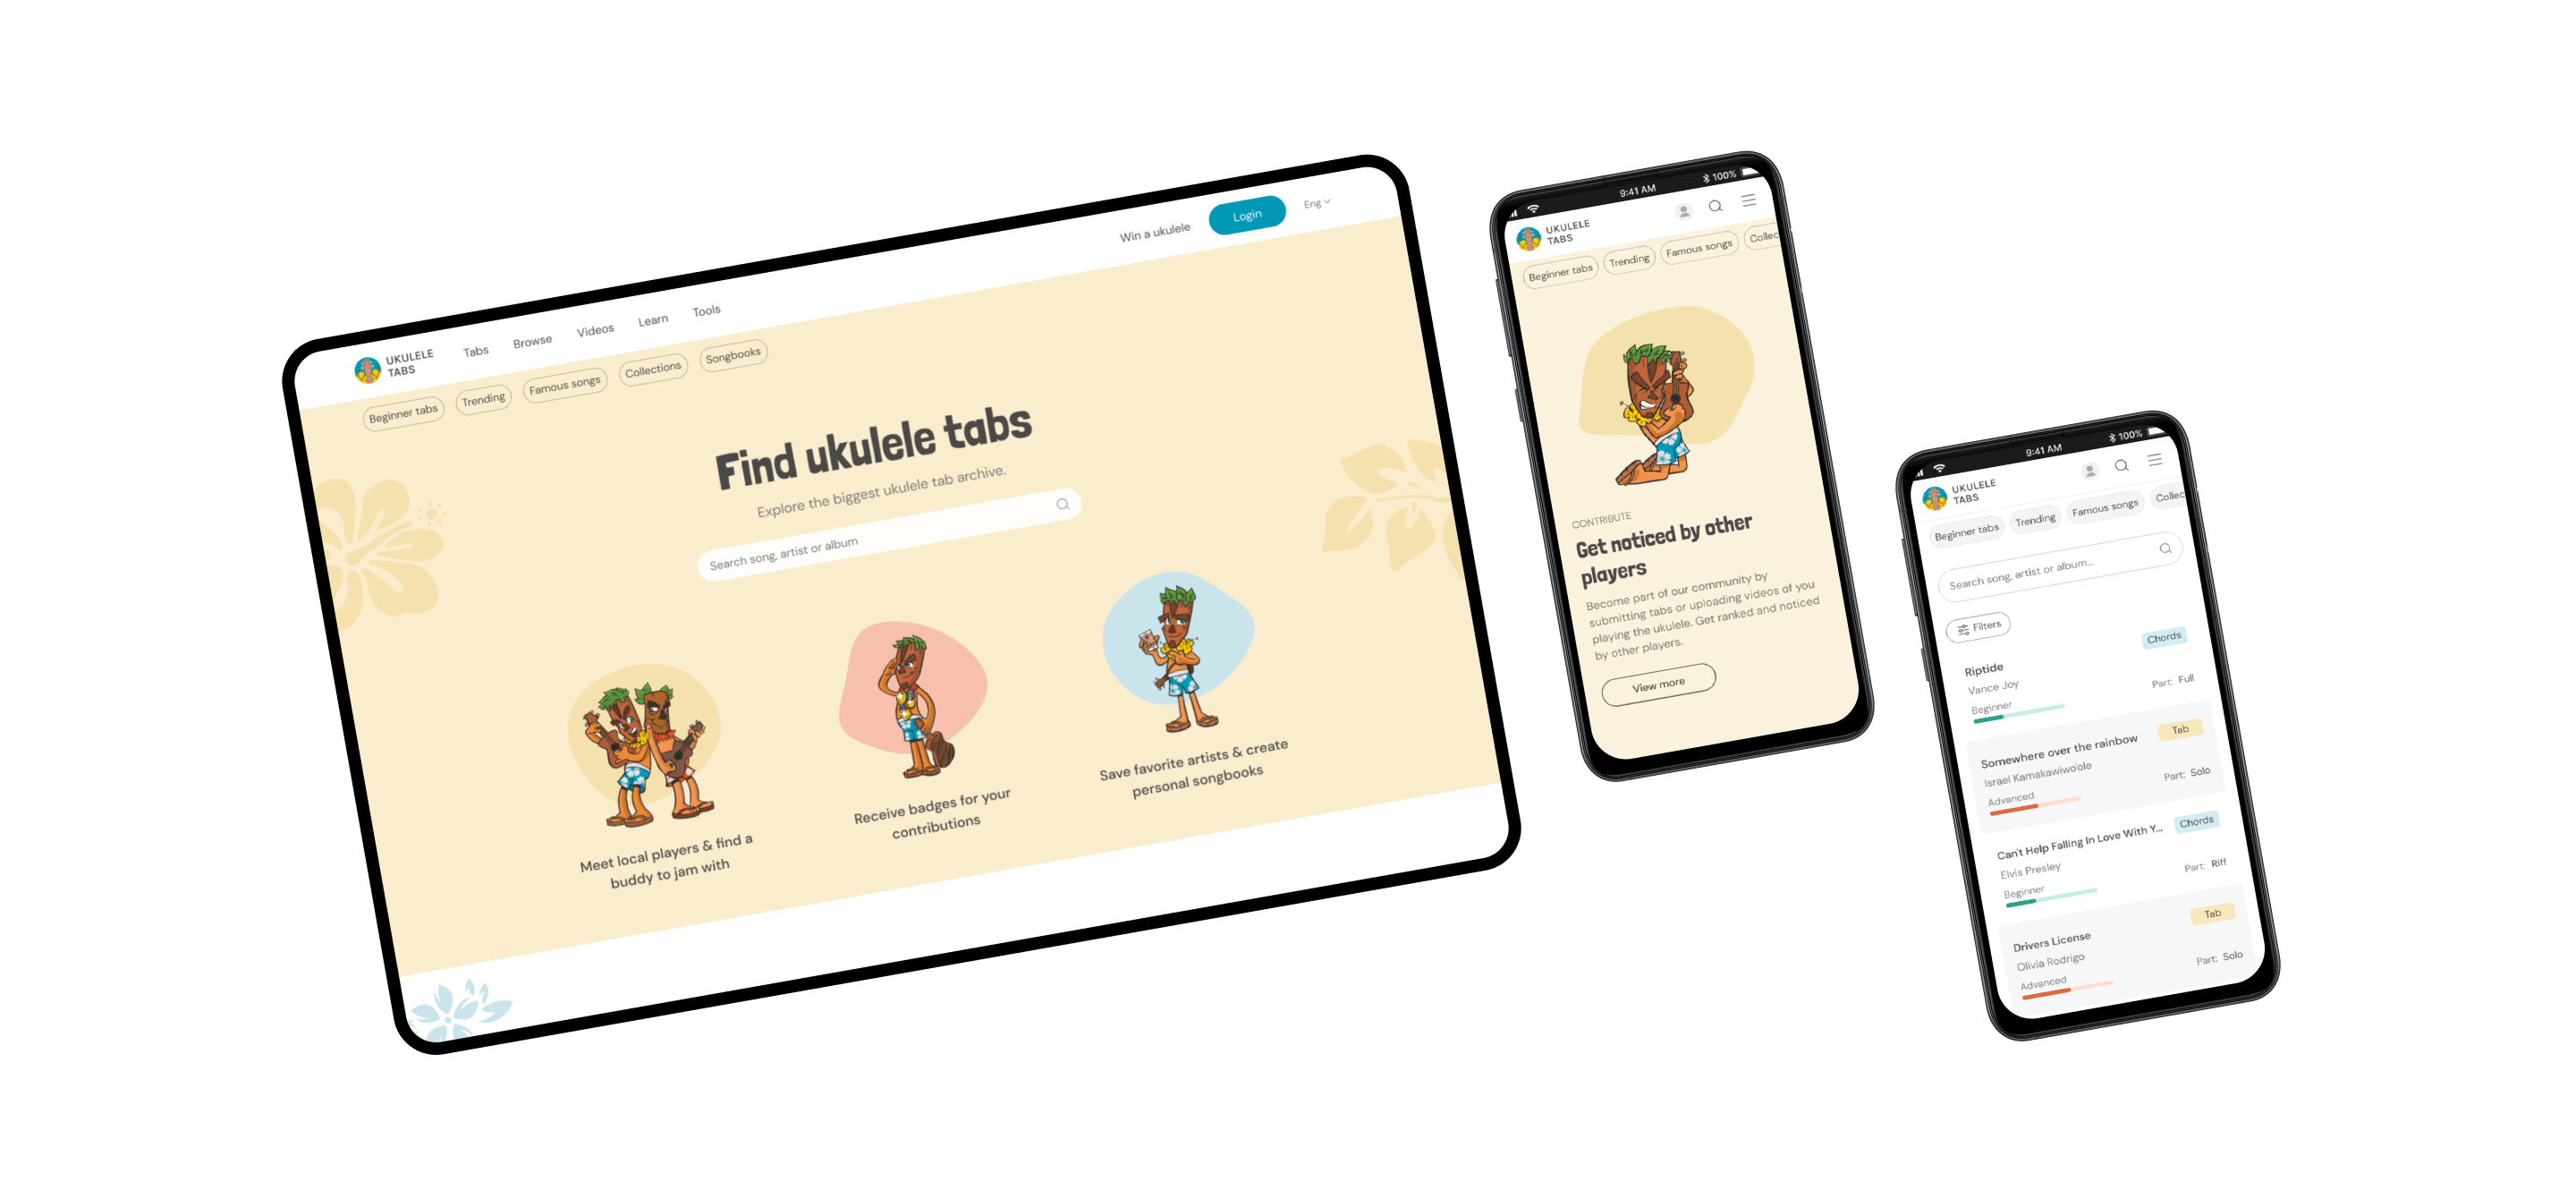 UKULELE
TABS
Tabs
Browse
Videos
Learn
Tools
Win a ukulele
Login
Eng
Beginner tabs
Trending
Famous songs
Collections
Songbooks
Find ukulele tabs
Explore the biggest ukulele tab archive.
Search song, artist or album
Meet local players & find a
buddy to jam with
Receive badges for your
contributions
Save favorite artists & create
personal songbooks
9:41 AM
100%
UKULELE
TABS
Beginner tabs
Trending
Famous songs
Collec
CONTRIBUTE
Get noticed by other
players
Become part of our community by
submitting tabs or uploading videos of you
playing the ukulele. Get ranked and noticed
by other players.
View more
9:41 AM
100%
UKULELE
TABS
Beginner tabs
Trending
Famous songs
Collec
Search song, artist or album...
Filters
Chords
Riptide
Vance Joy
Part: Full
Beginner
Tab
Somewhere over the rainbow
Israel Kamakawiwo'ole
Part: Solo
Advanced
Chords
Can't Help Falling In Love With Y...
Elvis Presley
Part: Riff
Beginner
Tab
Drivers License
Olivia Rodrigo
Part: Solo
Advanced